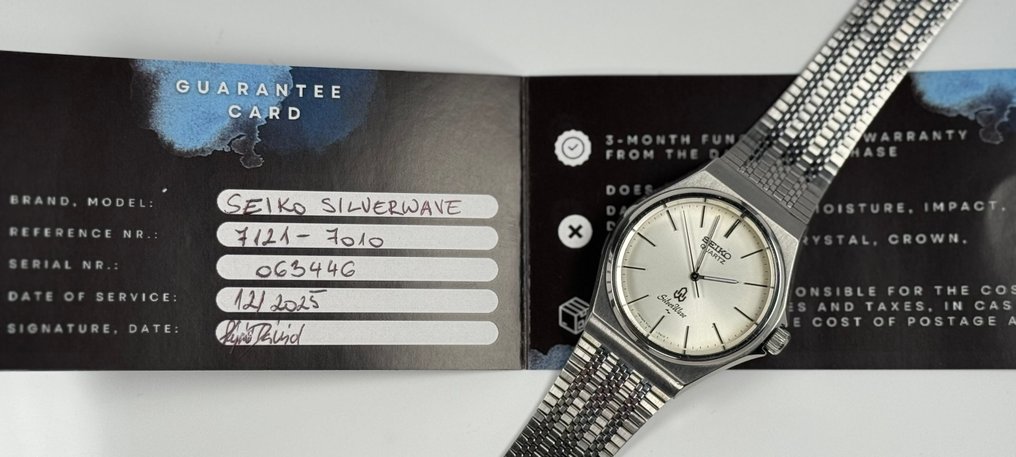 GUARANTEE
CARD
BRAND, MODEL: SEIKO SILVERWAVE
REFERENCE NR.: 7121-7010
SERIAL NR.: 063446
DATE OF SERVICE: 12/2025
SIGNATURE, DATE:
3-MONTH FUN WARRANTY
FROM THE D HASE
DOES
DA MOISTURE, IMPACT,
D RYSTAL, CROWN,
ONSIBLE FOR THE COS
ES AND TAXES, IN CAS
E COST OF POSTAGE A
SEIKO
QUARTZ
SilverWave